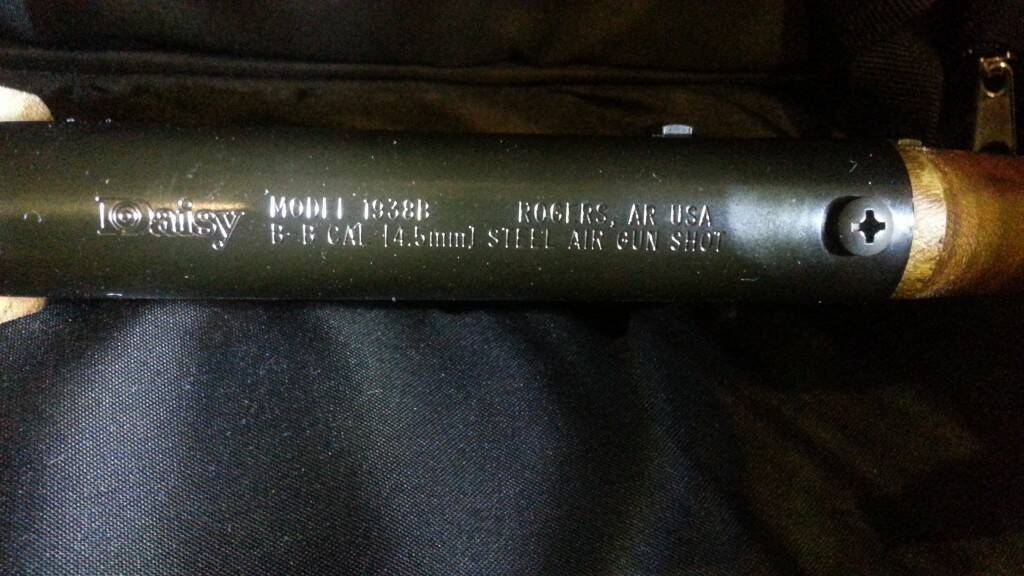 Daisy
MODEL 1938B ROGERS, AR USA
B-B CAL (4.5mm) STEEL AIR GUN SHOT